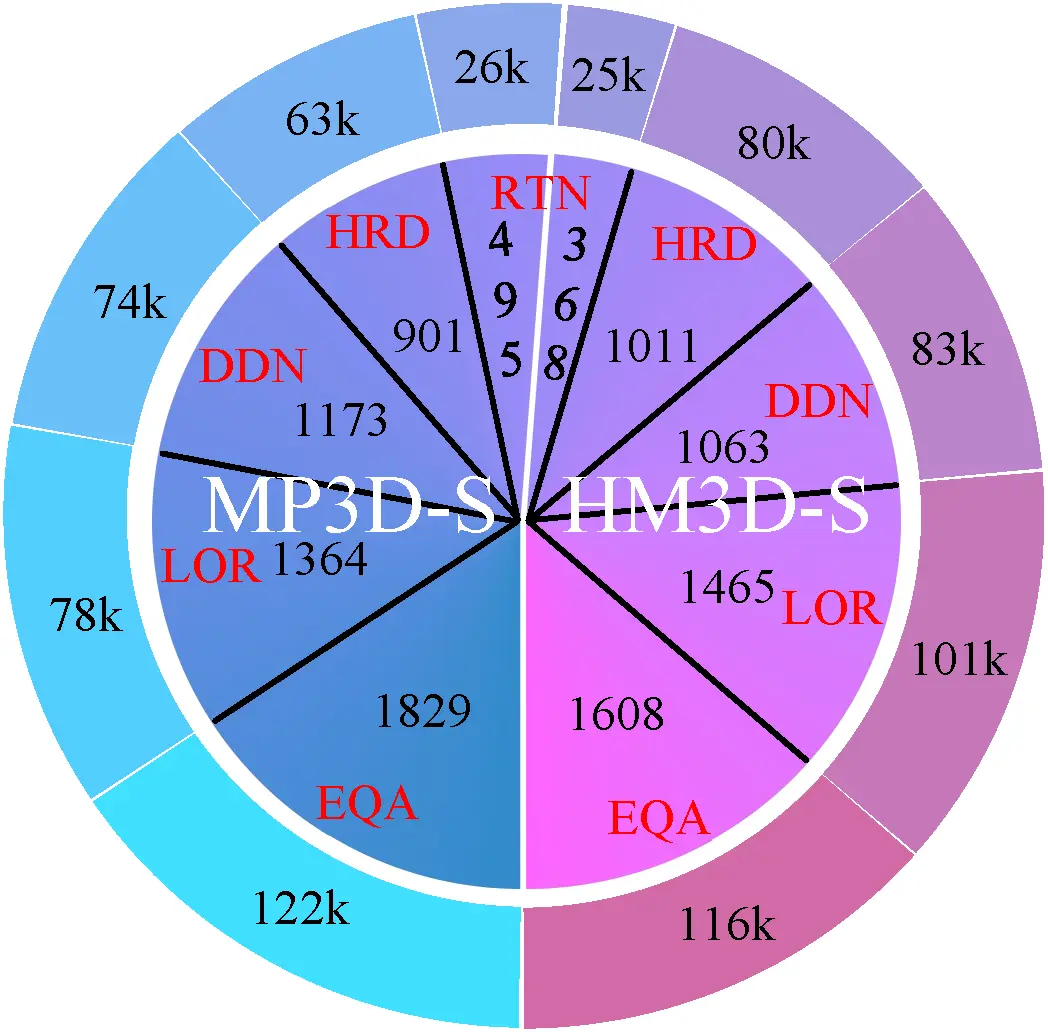 26k
25k
63k
80k
RTN
HRD
HRD
495
368
74k
901
1011
83k
DDN
DDN
1173
1063
MP3D-S
HM3D-S
LOR
1364
1465
LOR
78k
101k
1829
1608
EQA
EQA
122k
116k